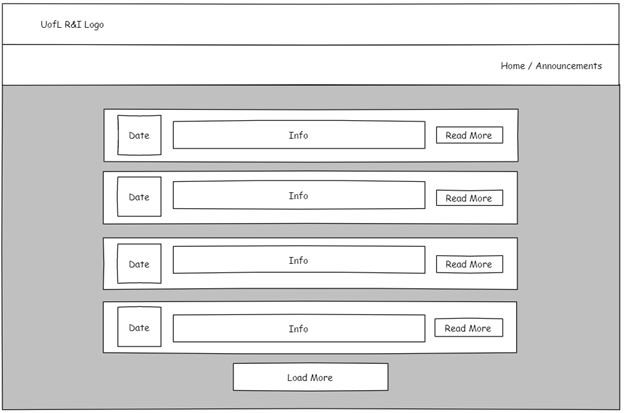 UofL R&I Logo
Home / Announcements
Date Info Read More
Date Info Read More
Date Info Read More
Date Info Read More
Load More